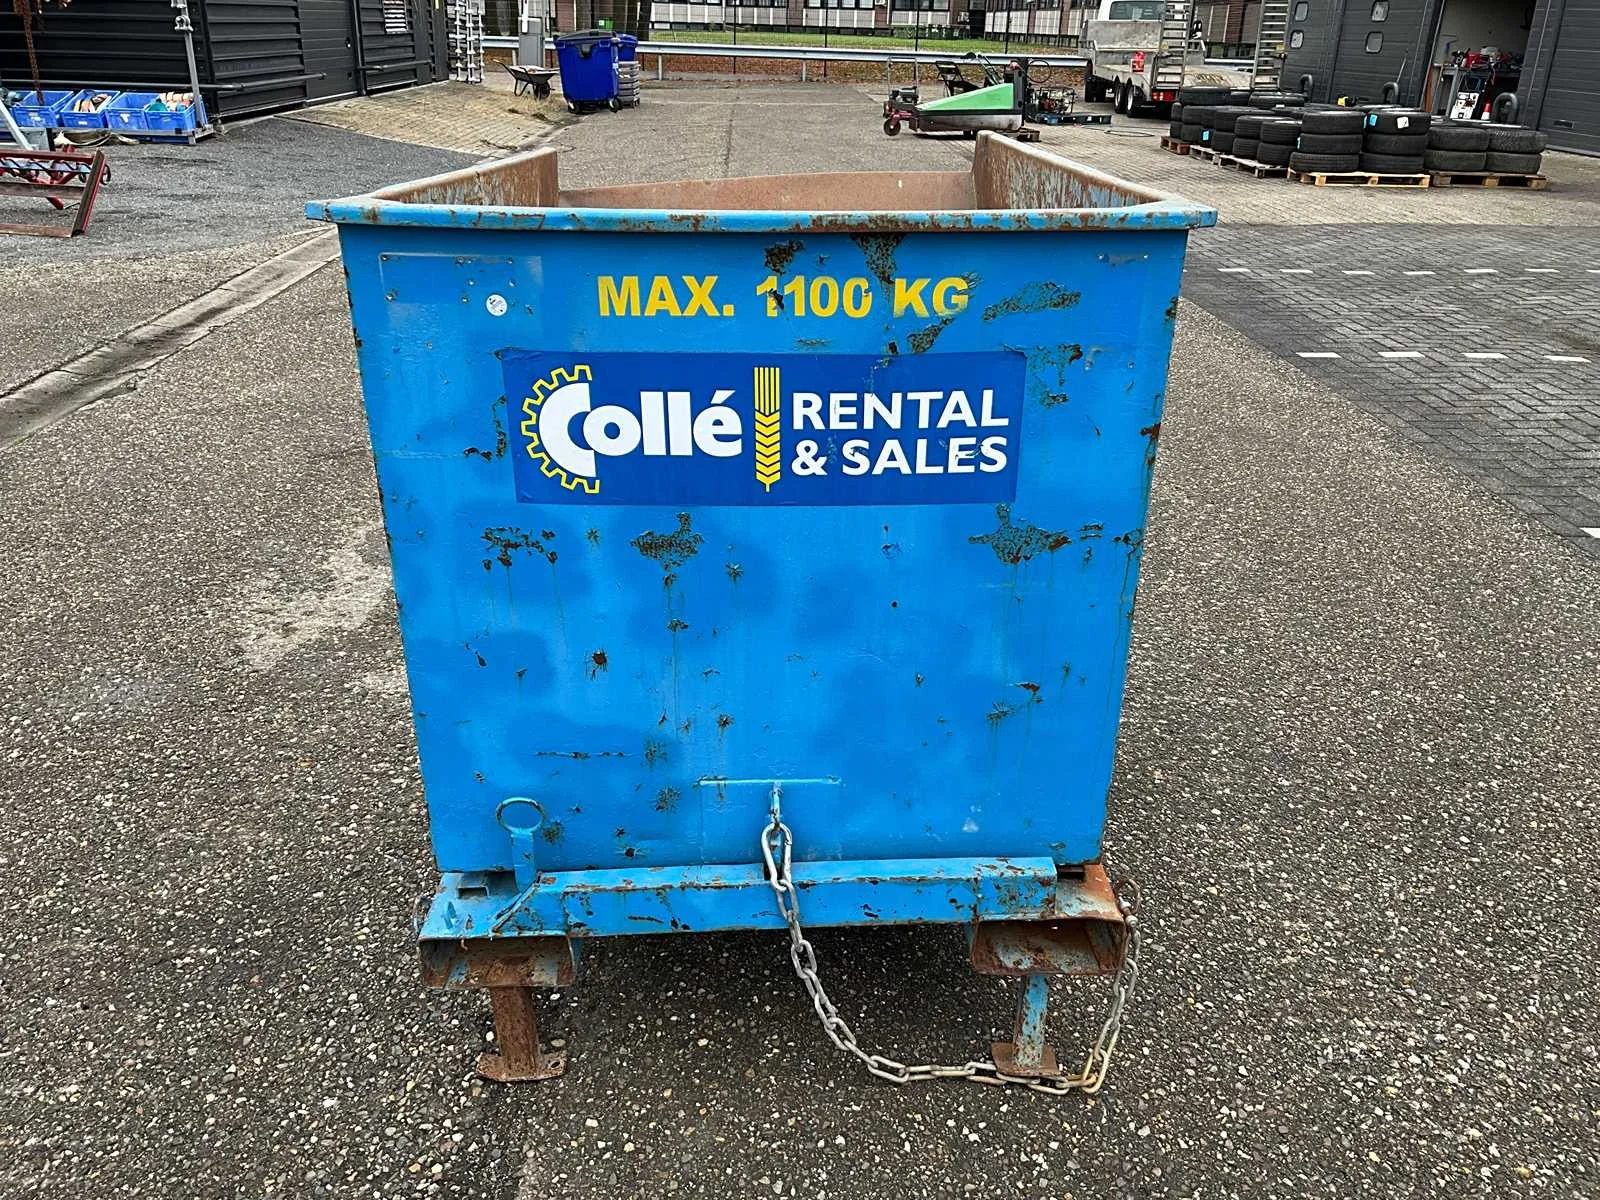 MAX. 1100 KG
Collé RENTAL
& SALES